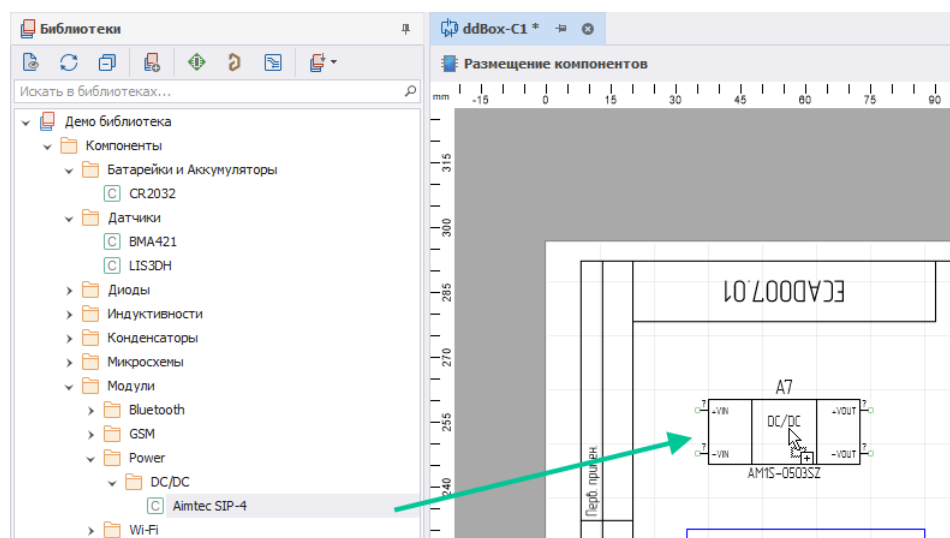 Библиотеки
Искать в библиотеках...
Демо библиотека
Компоненты
Батарейки и Аккумуляторы
C CR2032
Датчики
C BMA421
C LIS3DH
Диоды
Индуктивности
Конденсаторы
Микросхемы
Модули
Bluetooth
GSM
Power
DC/DC
C Aimtec SIP-4
Wi-Fi
ddBox-C1 *
Размещение компонентов
mm -15 0 15 30 45 60 75 90
315
300
285
270
255
240
ECAD007.01
Перв. примен.
A7
? ?
+VIN DC/DC +VOUT
? ?
-VIN -VOUT
AM1S-0503SZ